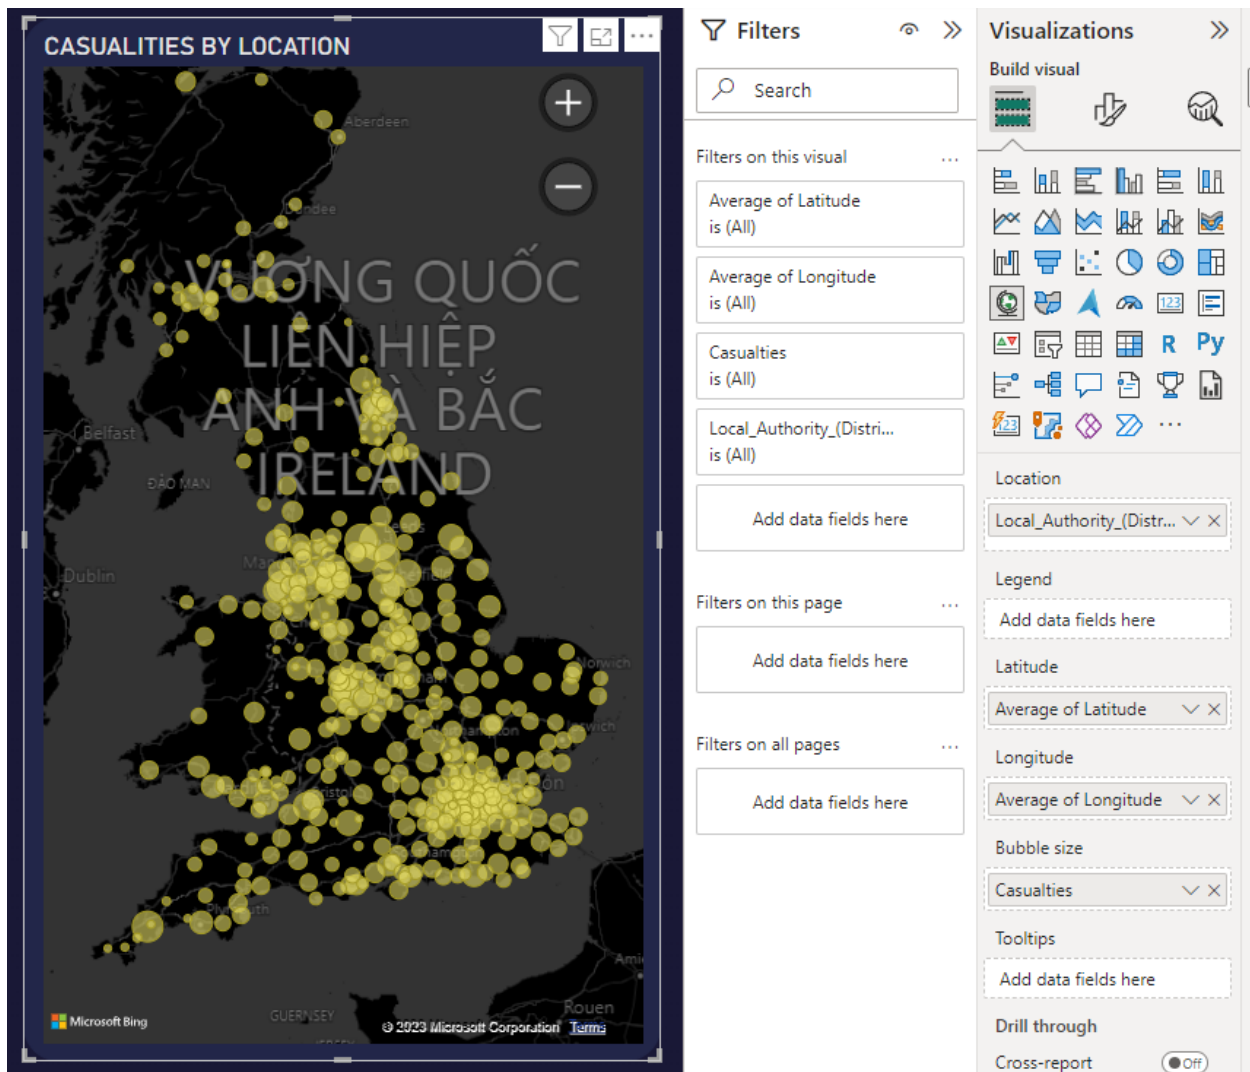 CASUALITIES BY LOCATION
Aberdeen
Dundee
VƯƠNG QUỐC
LIÊN HIỆP
ANH VÀ BẮC
IRELAND
Belfast
ĐẢO MAN
Dublin
Norwich
Plymouth
GUERNSEY
Rouen
Microsoft Bing
© 2023 Microsoft Corporation Terms
Filters
Search
Filters on this visual
Average of Latitude
is (All)
Average of Longitude
is (All)
Casualties
is (All)
Local_Authority_(Distri...
is (All)
Add data fields here
Filters on this page
Add data fields here
Filters on all pages
Add data fields here
Visualizations
Build visual
123
R
Py
123
Location
Local_Authority_(Distr...
Legend
Add data fields here
Latitude
Average of Latitude
Longitude
Average of Longitude
Bubble size
Casualties
Tooltips
Add data fields here
Drill through
Cross-report
Off